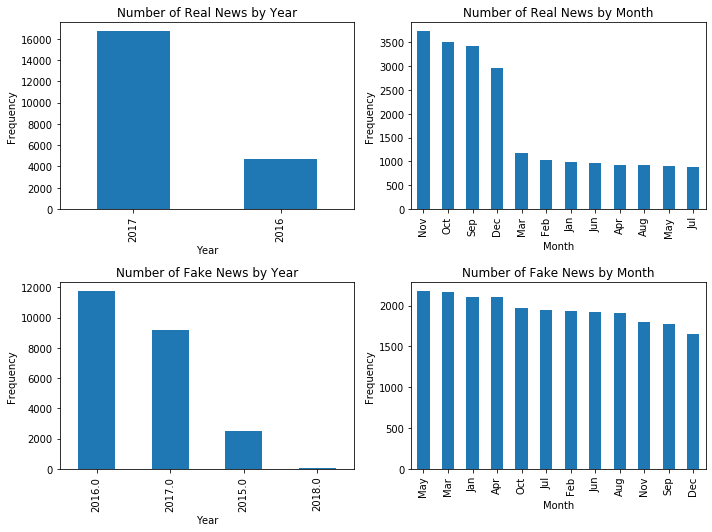 Number of Real News by Year
Frequency
16000
14000
12000
10000
8000
6000
4000
2000
0
2017
2016
Year
Number of Real News by Month
Frequency
3500
3000
2500
2000
1500
1000
500
0
Nov
Oct
Sep
Dec
Mar
Feb
Jan
Jun
Apr
Aug
May
Jul
Month
Number of Fake News by Year
Frequency
12000
10000
8000
6000
4000
2000
0
2016.0
2017.0
2015.0
2018.0
Year
Number of Fake News by Month
Frequency
2000
1500
1000
500
0
May
Mar
Jan
Apr
Oct
Jul
Feb
Jun
Aug
Nov
Sep
Dec
Month